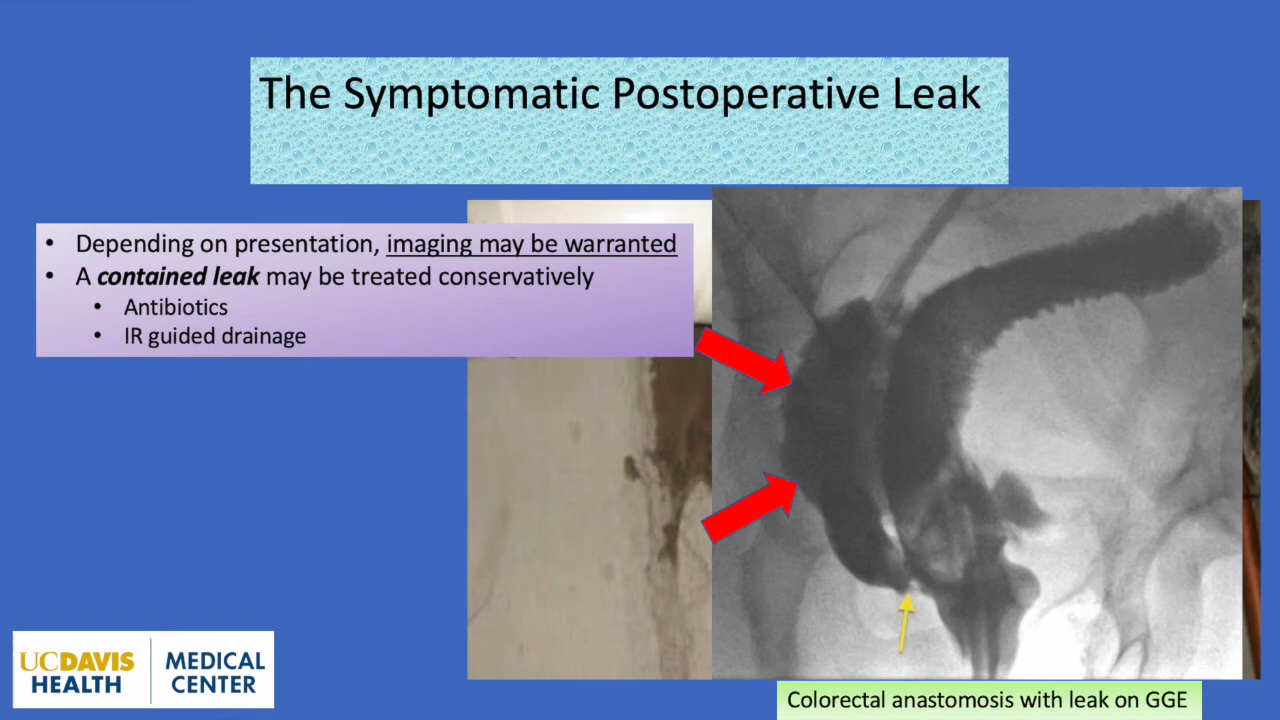 The Symptomatic Postoperative Leak
• Depending on presentation, imaging may be warranted
• A contained leak may be treated conservatively
• Antibiotics
• IR guided drainage
UCDAVIS HEALTH
MEDICAL CENTER
Colorectal anastomosis with leak on GGE